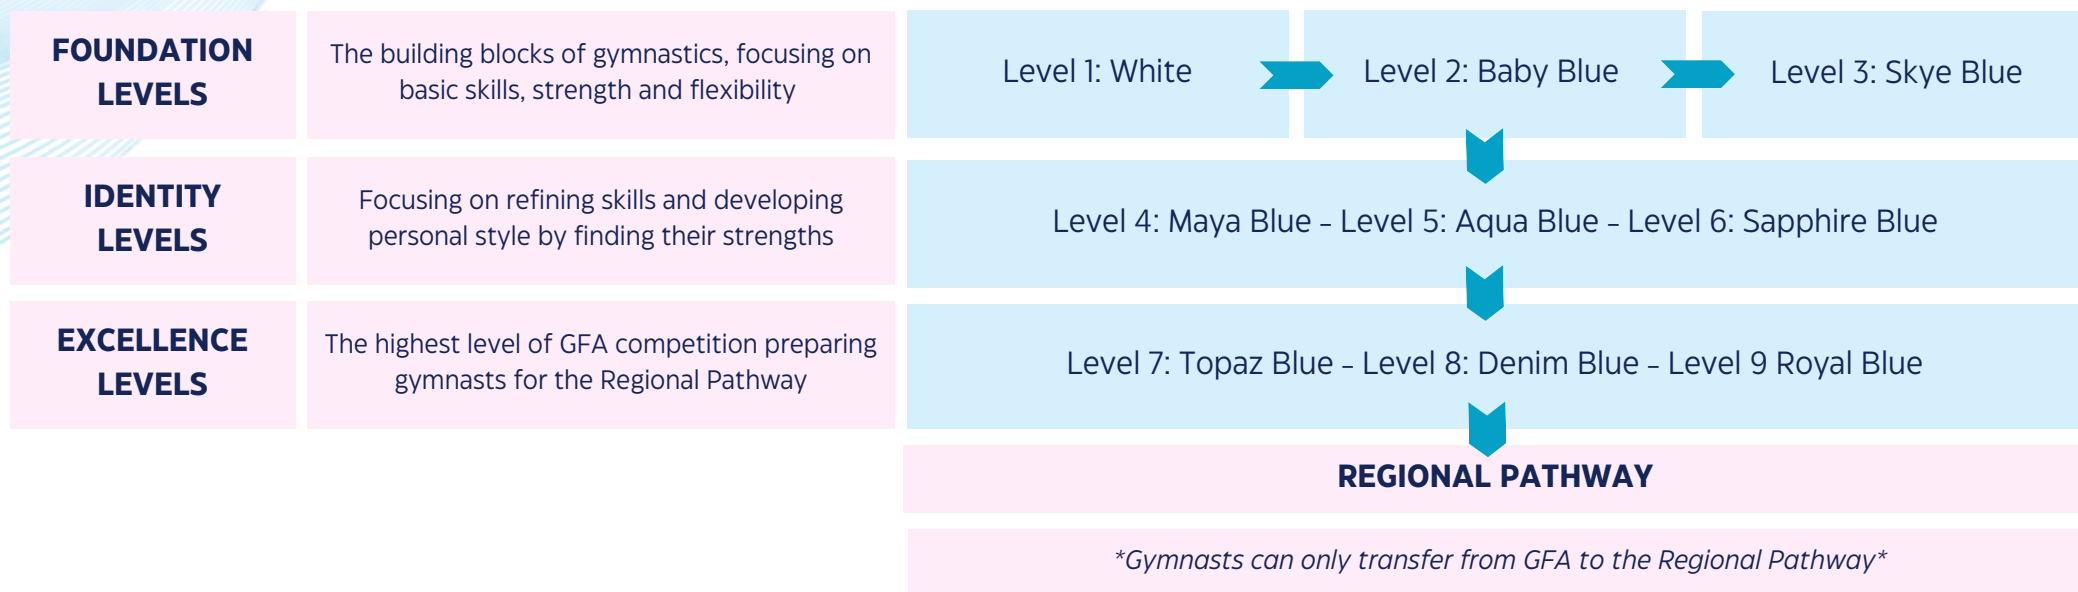 FOUNDATION
LEVELS
The building blocks of gymnastics, focusing on
basic skills, strength and flexibility
Level 1: White
Level 2: Baby Blue
Level 3: Skye Blue
IDENTITY
LEVELS
Focusing on refining skills and developing
personal style by finding their strengths
Level 4: Maya Blue - Level 5: Aqua Blue - Level 6: Sapphire Blue
EXCELLENCE
LEVELS
The highest level of GFA competition preparing
gymnasts for the Regional Pathway
Level 7: Topaz Blue - Level 8: Denim Blue - Level 9 Royal Blue
REGIONAL PATHWAY
*Gymnasts can only transfer from GFA to the Regional Pathway*